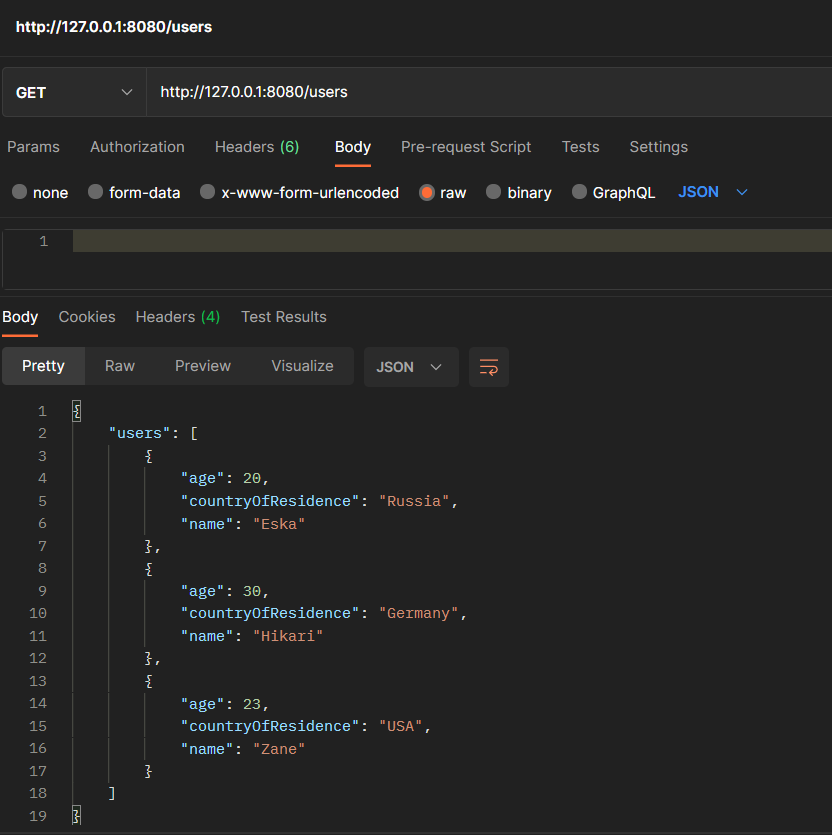 http://127.0.0.1:8080/users
GET http://127.0.0.1:8080/users
Params Authorization Headers (6) Body Pre-request Script Tests Settings
none form-data x-www-form-urlencoded raw binary GraphQL JSON
1
Body Cookies Headers (4) Test Results
Pretty Raw Preview Visualize JSON
1 {
2 "users": [
3 {
4 "age": 20,
5 "countryOfResidence": "Russia",
6 "name": "Eska"
7 },
8 {
9 "age": 30,
10 "countryOfResidence": "Germany",
11 "name": "Hikari"
12 },
13 {
14 "age": 23,
15 "countryOfResidence": "USA",
16 "name": "Zane"
17 }
18 ]
19 }